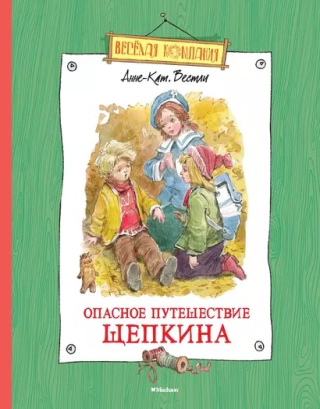 ВЕСЁЛАЯ КОМПАНИЯ
Анне-Кат. Вестли
ОПАСНОЕ ПУТЕШЕСТВИЕ
ЩЕПКИНА
Махаон